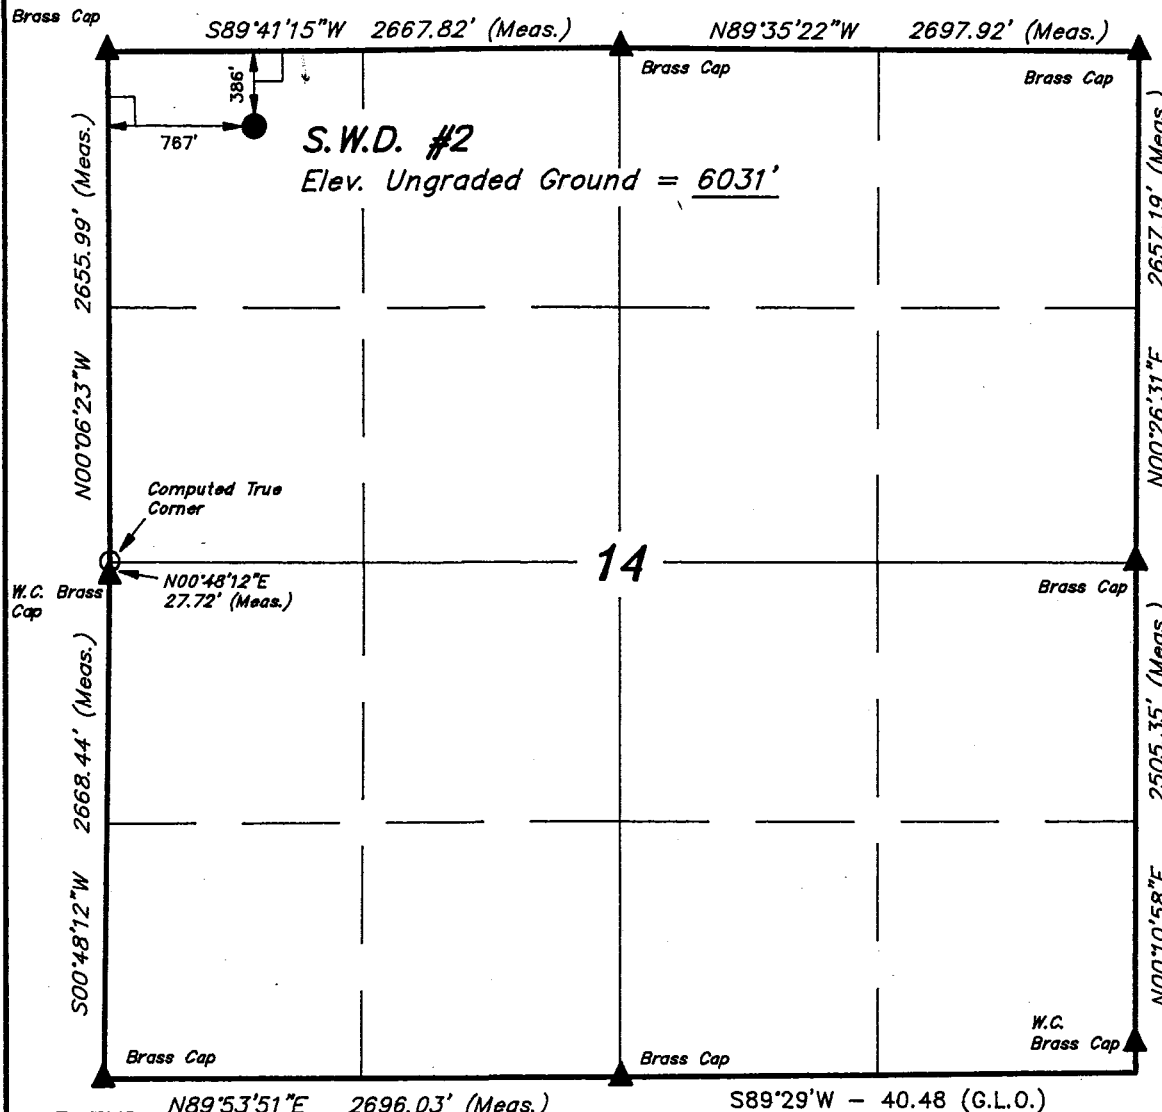 Brass Cap
S89°41'15"W 2667.82' (Meas.)
N89°35'22"W 2697.92' (Meas.)
Brass Cap
Brass Cap
386'
767'
S.W.D. #2
Elev. Ungraded Ground = 6031'
N00°06'23"W 2655.99' (Meas.)
N00°26'31"E 2657.19' (Meas.)
Computed True
Corner
14
N00°48'12"E
27.72' (Meas.)
W.C. Brass
Cap
Brass Cap
S00°48'12"W 2668.44' (Meas.)
N00°10'58"E 2505.35' (Meas.)
W.C.
Brass Cap
Brass Cap
Brass Cap
N89°53'51"E 2696.03' (Meas.)
S89°29'W – 40.48 (G.L.O.)